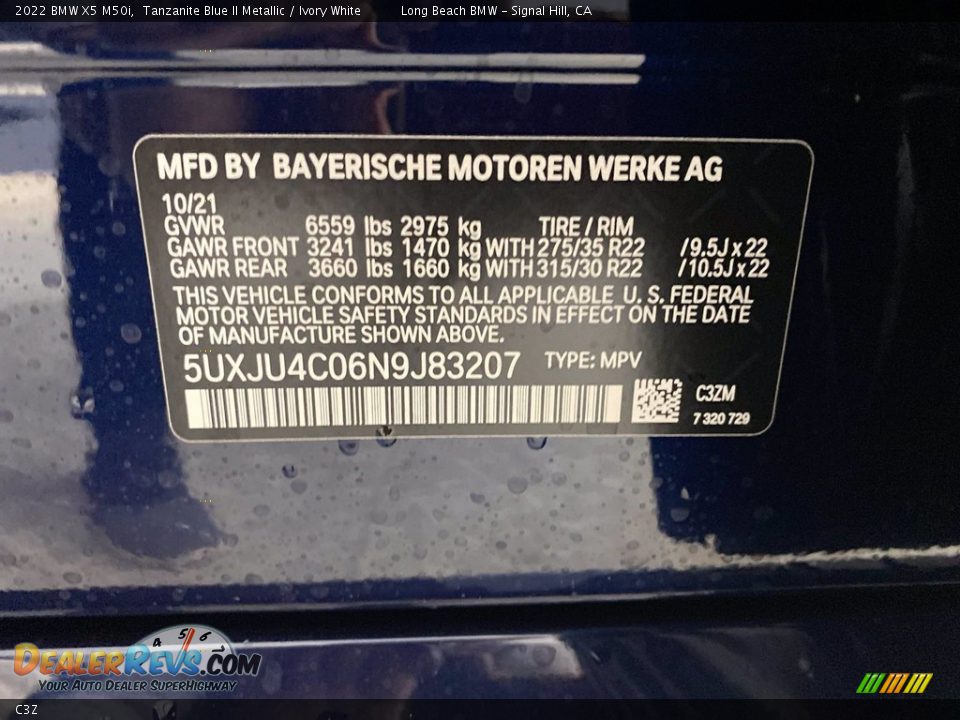 2022 BMW X5 M50i, Tanzanite Blue II Metallic / Ivory White Long Beach BMW - Signal Hill, CA
MFD BY BAYERISCHE MOTOREN WERKE AG
10/21
GVWR 6559 lbs 2975 kg TIRE / RIM
GAWR FRONT 3241 lbs 1470 kg WITH 275/35 R22 /9.5J x 22
GAWR REAR 3660 lbs 1660 kg WITH 315/30 R22 /10.5J x 22
THIS VEHICLE CONFORMS TO ALL APPLICABLE U. S. FEDERAL
MOTOR VEHICLE SAFETY STANDARDS IN EFFECT ON THE DATE
OF MANUFACTURE SHOWN ABOVE.
5UXJU4C06N9J83207 TYPE: MPV
C3ZM
7 320 729
4 5 6
DEALERREVS.COM
YOUR AUTO DEALER SUPERHIGHWAY
C3Z